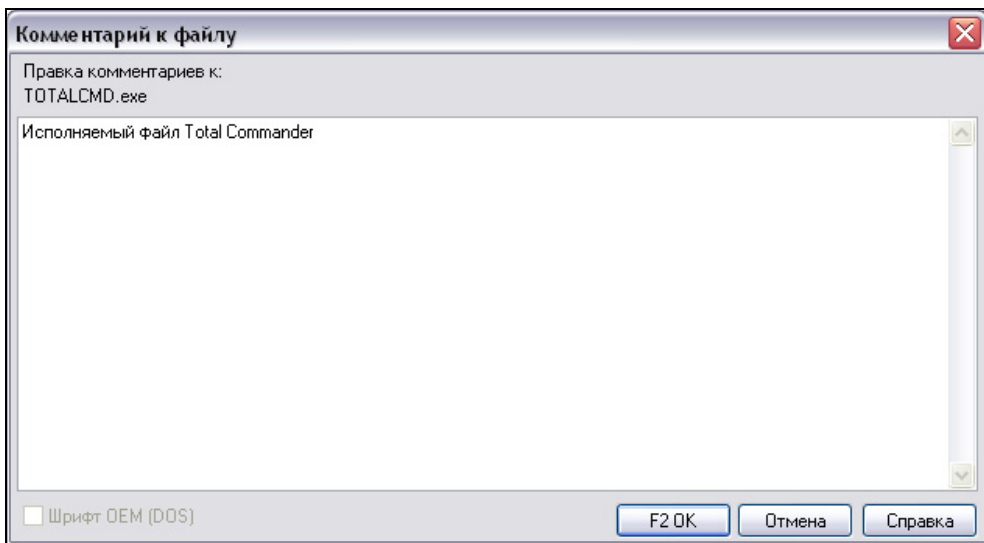 Комментарий к файлу
Правка комментариев к:
TOTALCMD.exe
Исполняемый файл Total Commander
Шрифт OEM (DOS)
F2 OK
Отмена
Справка